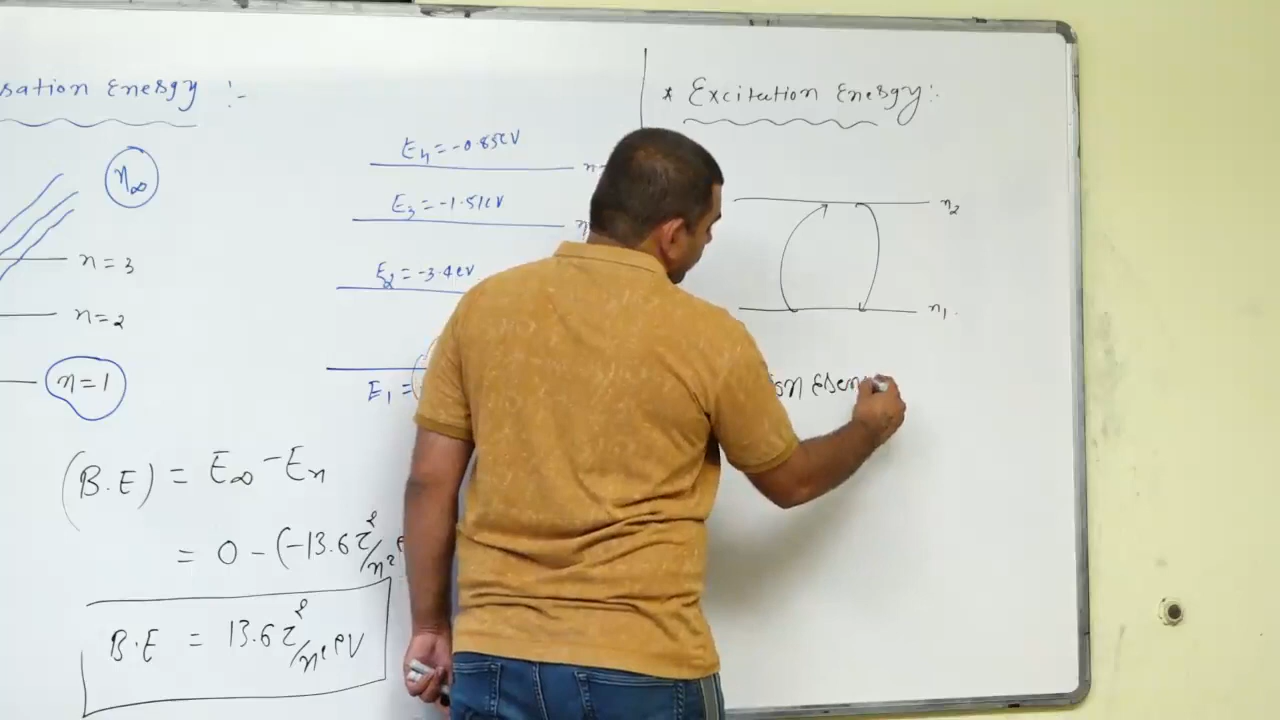 sation Energy :-
n∞
n = 3
n = 2
n = 1
(B.E) = E∞ - En
= 0 - (-13.6 Z²/n² e
B.E = 13.6 Z²/n² eV
E4 = -0.85eV
n
E3 = -1.51eV
n
E2 = -3.4eV
E1 =
* Excitation Energy :-
n2
n1.
ion Ener